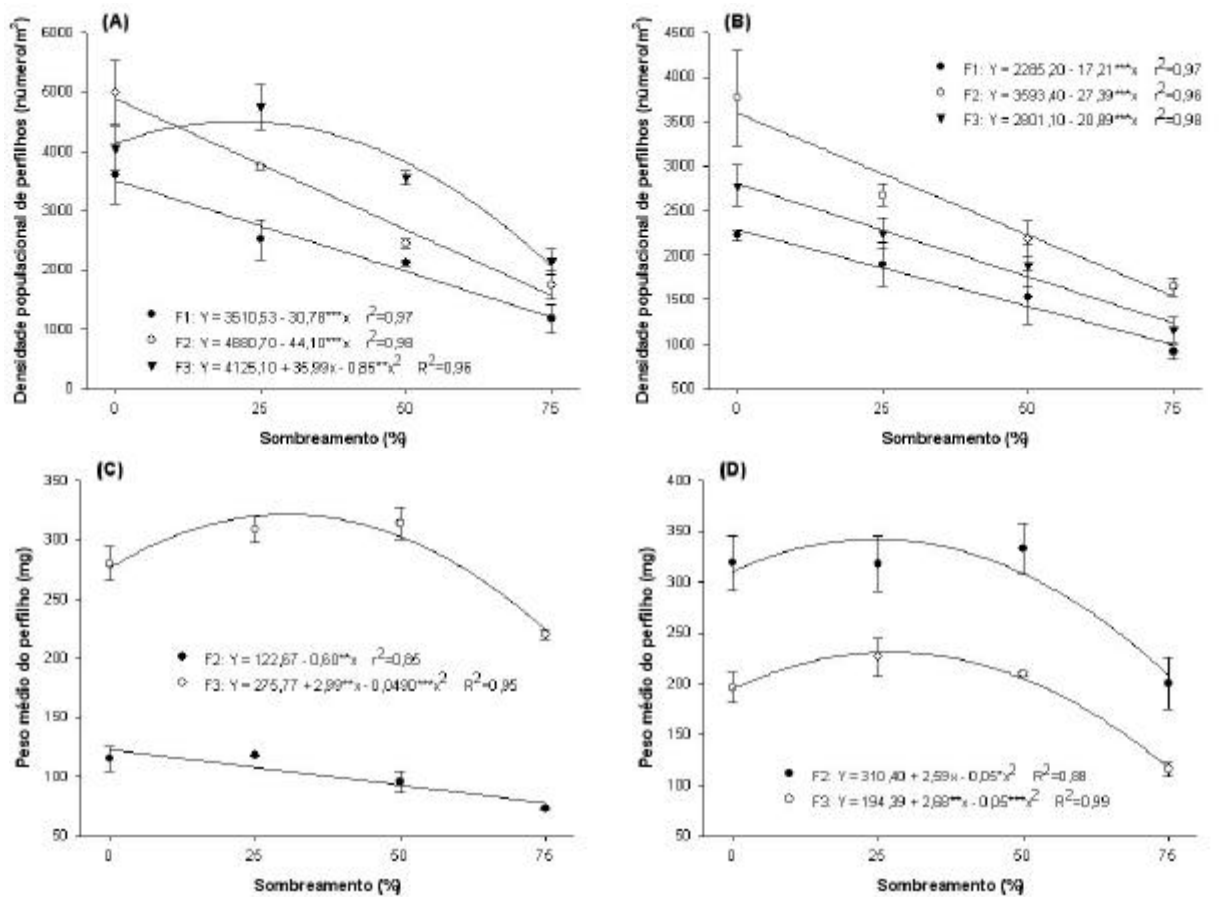 (A)
Densidade populacional de perfilhos (número/m²)
6000
5000
4000
3000
2000
1000
0
F1: Y = 3510,53 - 30,78***x r²=0,97
F2: Y = 4880,70 - 44,10***x r²=0,98
F3: Y = 4125,10 + 35,99x - 0,85**x² R²=0,96
0 25 50 75
Sombreamento (%)
(B)
Densidade populacional de perfilhos (número/m²)
4500
4000
3500
3000
2500
2000
1500
1000
500
F1: Y = 2285,20 - 17,21***x r²=0,97
F2: Y = 3593,40 - 27,39***x r²=0,96
F3: Y = 2801,10 - 20,89***x r²=0,98
0 25 50 75
Sombreamento (%)
(C)
Peso médio do perfilho (mg)
350
300
250
200
150
100
50
F2: Y = 122,67 - 0,60**x r²=0,85
F3: Y = 275,77 + 2,99**x - 0,0490***x² R²=0,95
0 25 50 75
Sombreamento (%)
(D)
Peso médio do perfilho (mg)
400
350
300
250
200
150
100
50
F2: Y = 310,40 + 2,59x - 0,05*x² R²=0,88
F3: Y = 194,39 + 2,68**x - 0,05***x² R²=0,99
0 25 50 75
Sombreamento (%)